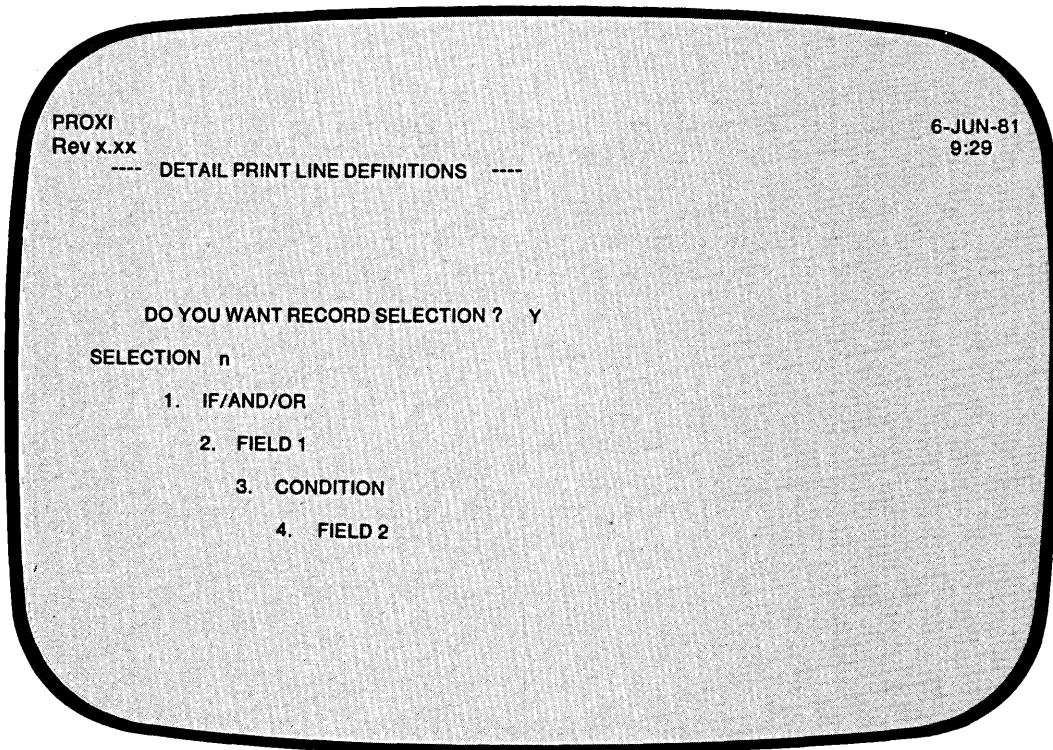 PROXI 6-JUN-81
Rev x.xx 9:29
---- DETAIL PRINT LINE DEFINITIONS ----
DO YOU WANT RECORD SELECTION ? Y
SELECTION n
1. IF/AND/OR
2. FIELD 1
3. CONDITION
4. FIELD 2